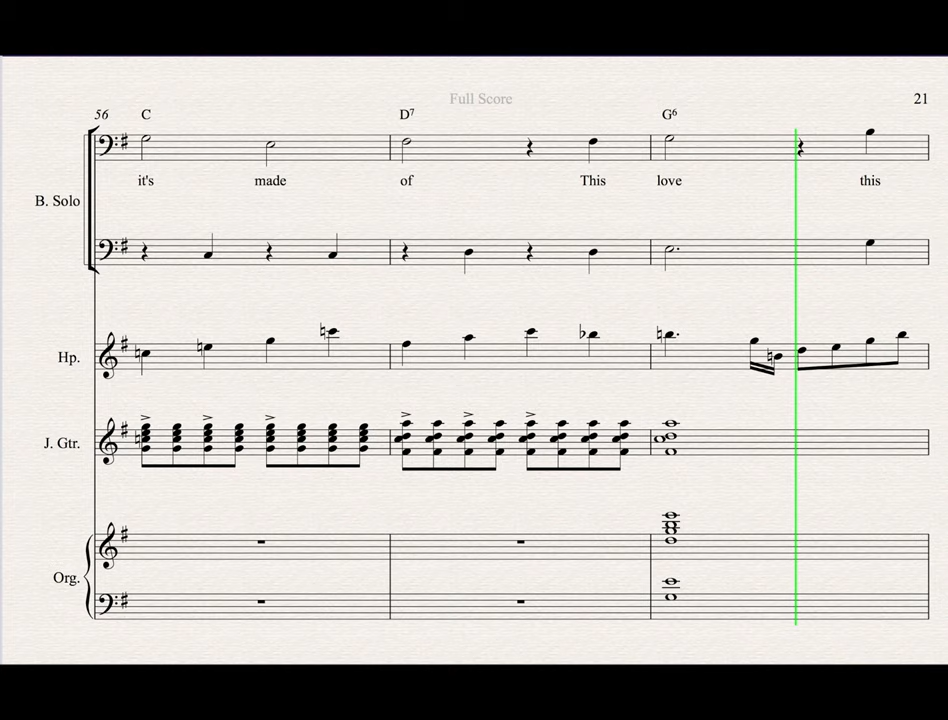 Full Score
21
56 C D7 G6
it's made of This love this
B. Solo
Hp.
J. Gtr.
Org.